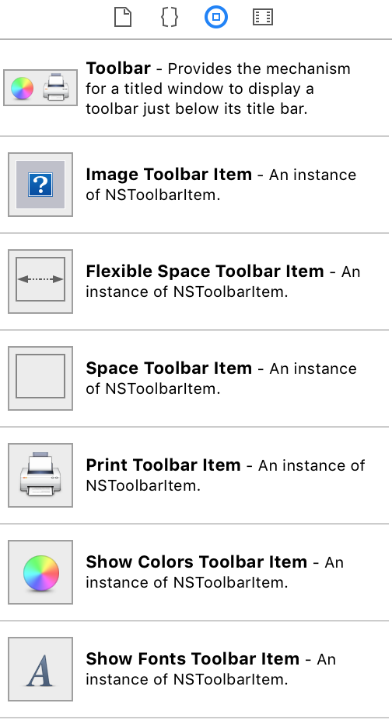 Toolbar - Provides the mechanism
for a titled window to display a
toolbar just below its title bar.
?
Image Toolbar Item - An instance
of NSToolbarItem.
Flexible Space Toolbar Item - An
instance of NSToolbarItem.
Space Toolbar Item - An instance
of NSToolbarItem.
Print Toolbar Item - An instance of
NSToolbarItem.
Show Colors Toolbar Item - An
instance of NSToolbarItem.
A
Show Fonts Toolbar Item - An
instance of NSToolbarItem.